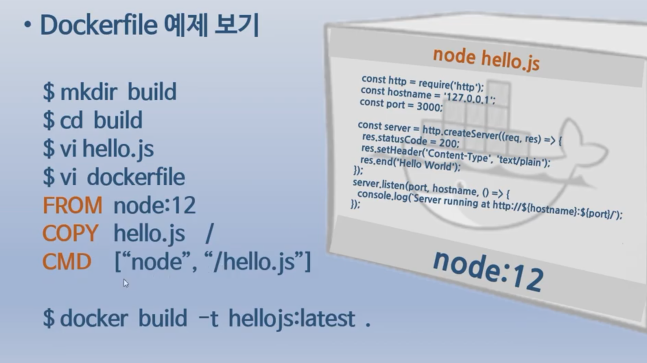 • Dockerfile 예제 보기
$ mkdir build
$ cd build
$ vi hello.js
$ vi dockerfile
FROM node:12
COPY hello.js /
CMD [“node”, “/hello.js”]
$ docker build -t hellojs:latest .
node hello.js
const http = require('http');
const hostname = '127.0.0.1';
const port = 3000;
const server = http.createServer((req, res) => {
res.statusCode = 200;
res.setHeader('Content-Type', 'text/plain');
res.end('Hello World');
});
server.listen(port, hostname, () => {
console.log(`Server running at http://${hostname}:${port}/`);
});
node:12